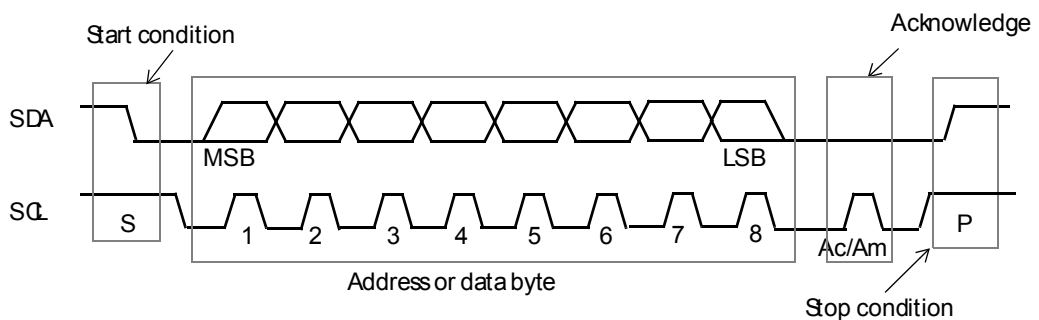 Acknowledge
Start condition
SDA
MSB LSB
SCL
S 1 2 3 4 5 6 7 8 Ac/Am P
Address or data byte
Stop condition